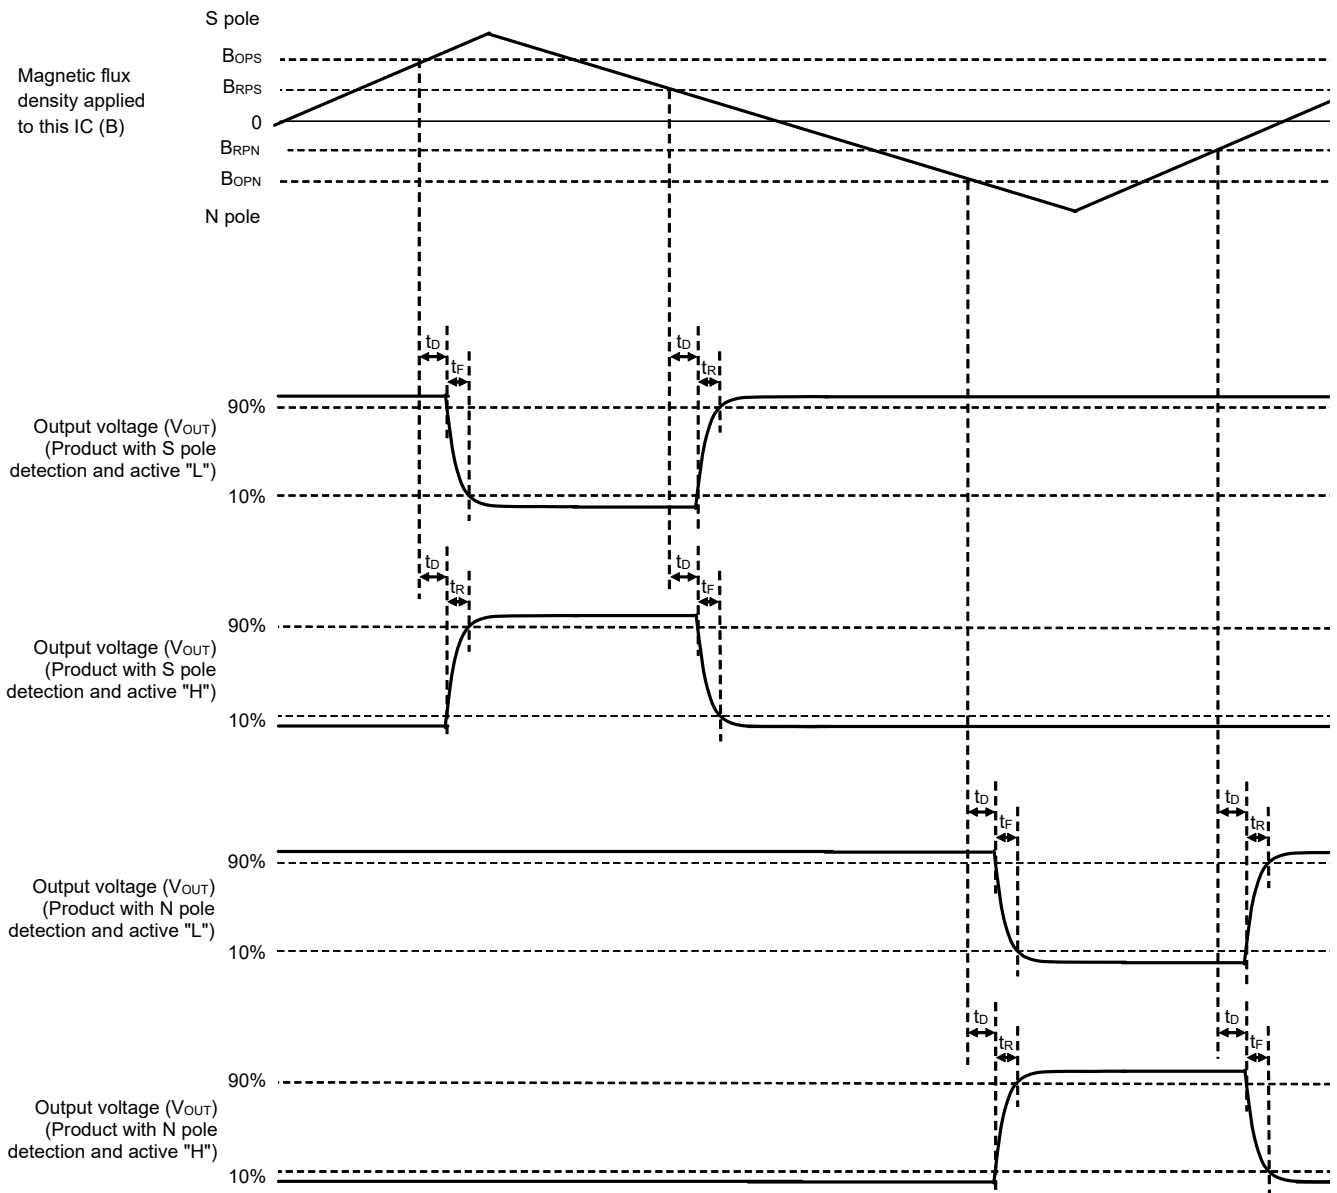 S pole
BOPS
Magnetic flux
density applied
to this IC (B)
BRPS
0
BRPN
BOPN
N pole
tD
tF
tD
tR
90%
Output voltage (VOUT)
(Product with S pole
detection and active "L")
10%
tD
tR
tD
tF
90%
Output voltage (VOUT)
(Product with S pole
detection and active "H")
10%
tD
tF
tD
tR
90%
Output voltage (VOUT)
(Product with N pole
detection and active "L")
10%
tD
tR
tD
tF
90%
Output voltage (VOUT)
(Product with N pole
detection and active "H")
10%